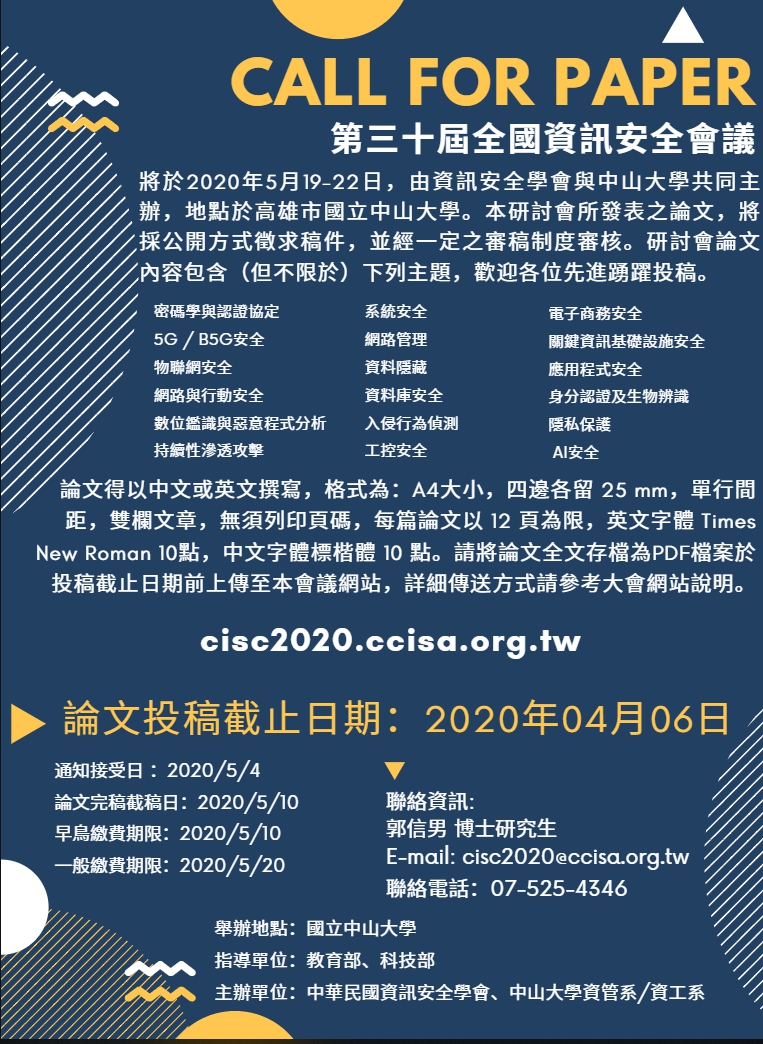 CALL FOR PAPER
第三十屆全國資訊安全會議
將於2020年5月19-22日，由資訊安全學會與中山大學共同主
辦，地點於高雄市國立中山大學。本研討會所發表之論文，將
採公開方式徵求稿件，並經一定之審稿制度審核。研討會論文
內容包含（但不限於）下列主題，歡迎各位先進踴躍投稿。
密碼學與認證協定
5G / B5G安全
物聯網安全
網路與行動安全
數位鑑識與惡意程式分析
持續性滲透攻擊
系統安全
網路管理
資料隱藏
資料庫安全
入侵行為偵測
工控安全
電子商務安全
關鍵資訊基礎設施安全
應用程式安全
身分認證及生物辨識
隱私保護
AI安全
論文得以中文或英文撰寫，格式為：A4大小，四邊各留 25 mm，單行間
距，雙欄文章，無須列印頁碼，每篇論文以 12 頁為限，英文字體 Times
New Roman 10點，中文字體標楷體 10 點。請將論文全文存檔為PDF檔案於
投稿截止日期前上傳至本會議網站，詳細傳送方式請參考大會網站說明。
cisc2020.ccisa.org.tw
論文投稿截止日期：2020年04月06日
通知接受日：2020/5/4
論文完稿截稿日：2020/5/10
早鳥繳費期限：2020/5/10
一般繳費期限：2020/5/20
聯絡資訊:
郭信男 博士研究生
E-mail: cisc2020@ccisa.org.tw
聯絡電話：07-525-4346
舉辦地點：國立中山大學
指導單位：教育部、科技部
主辦單位：中華民國資訊安全學會、中山大學資管系/資工系